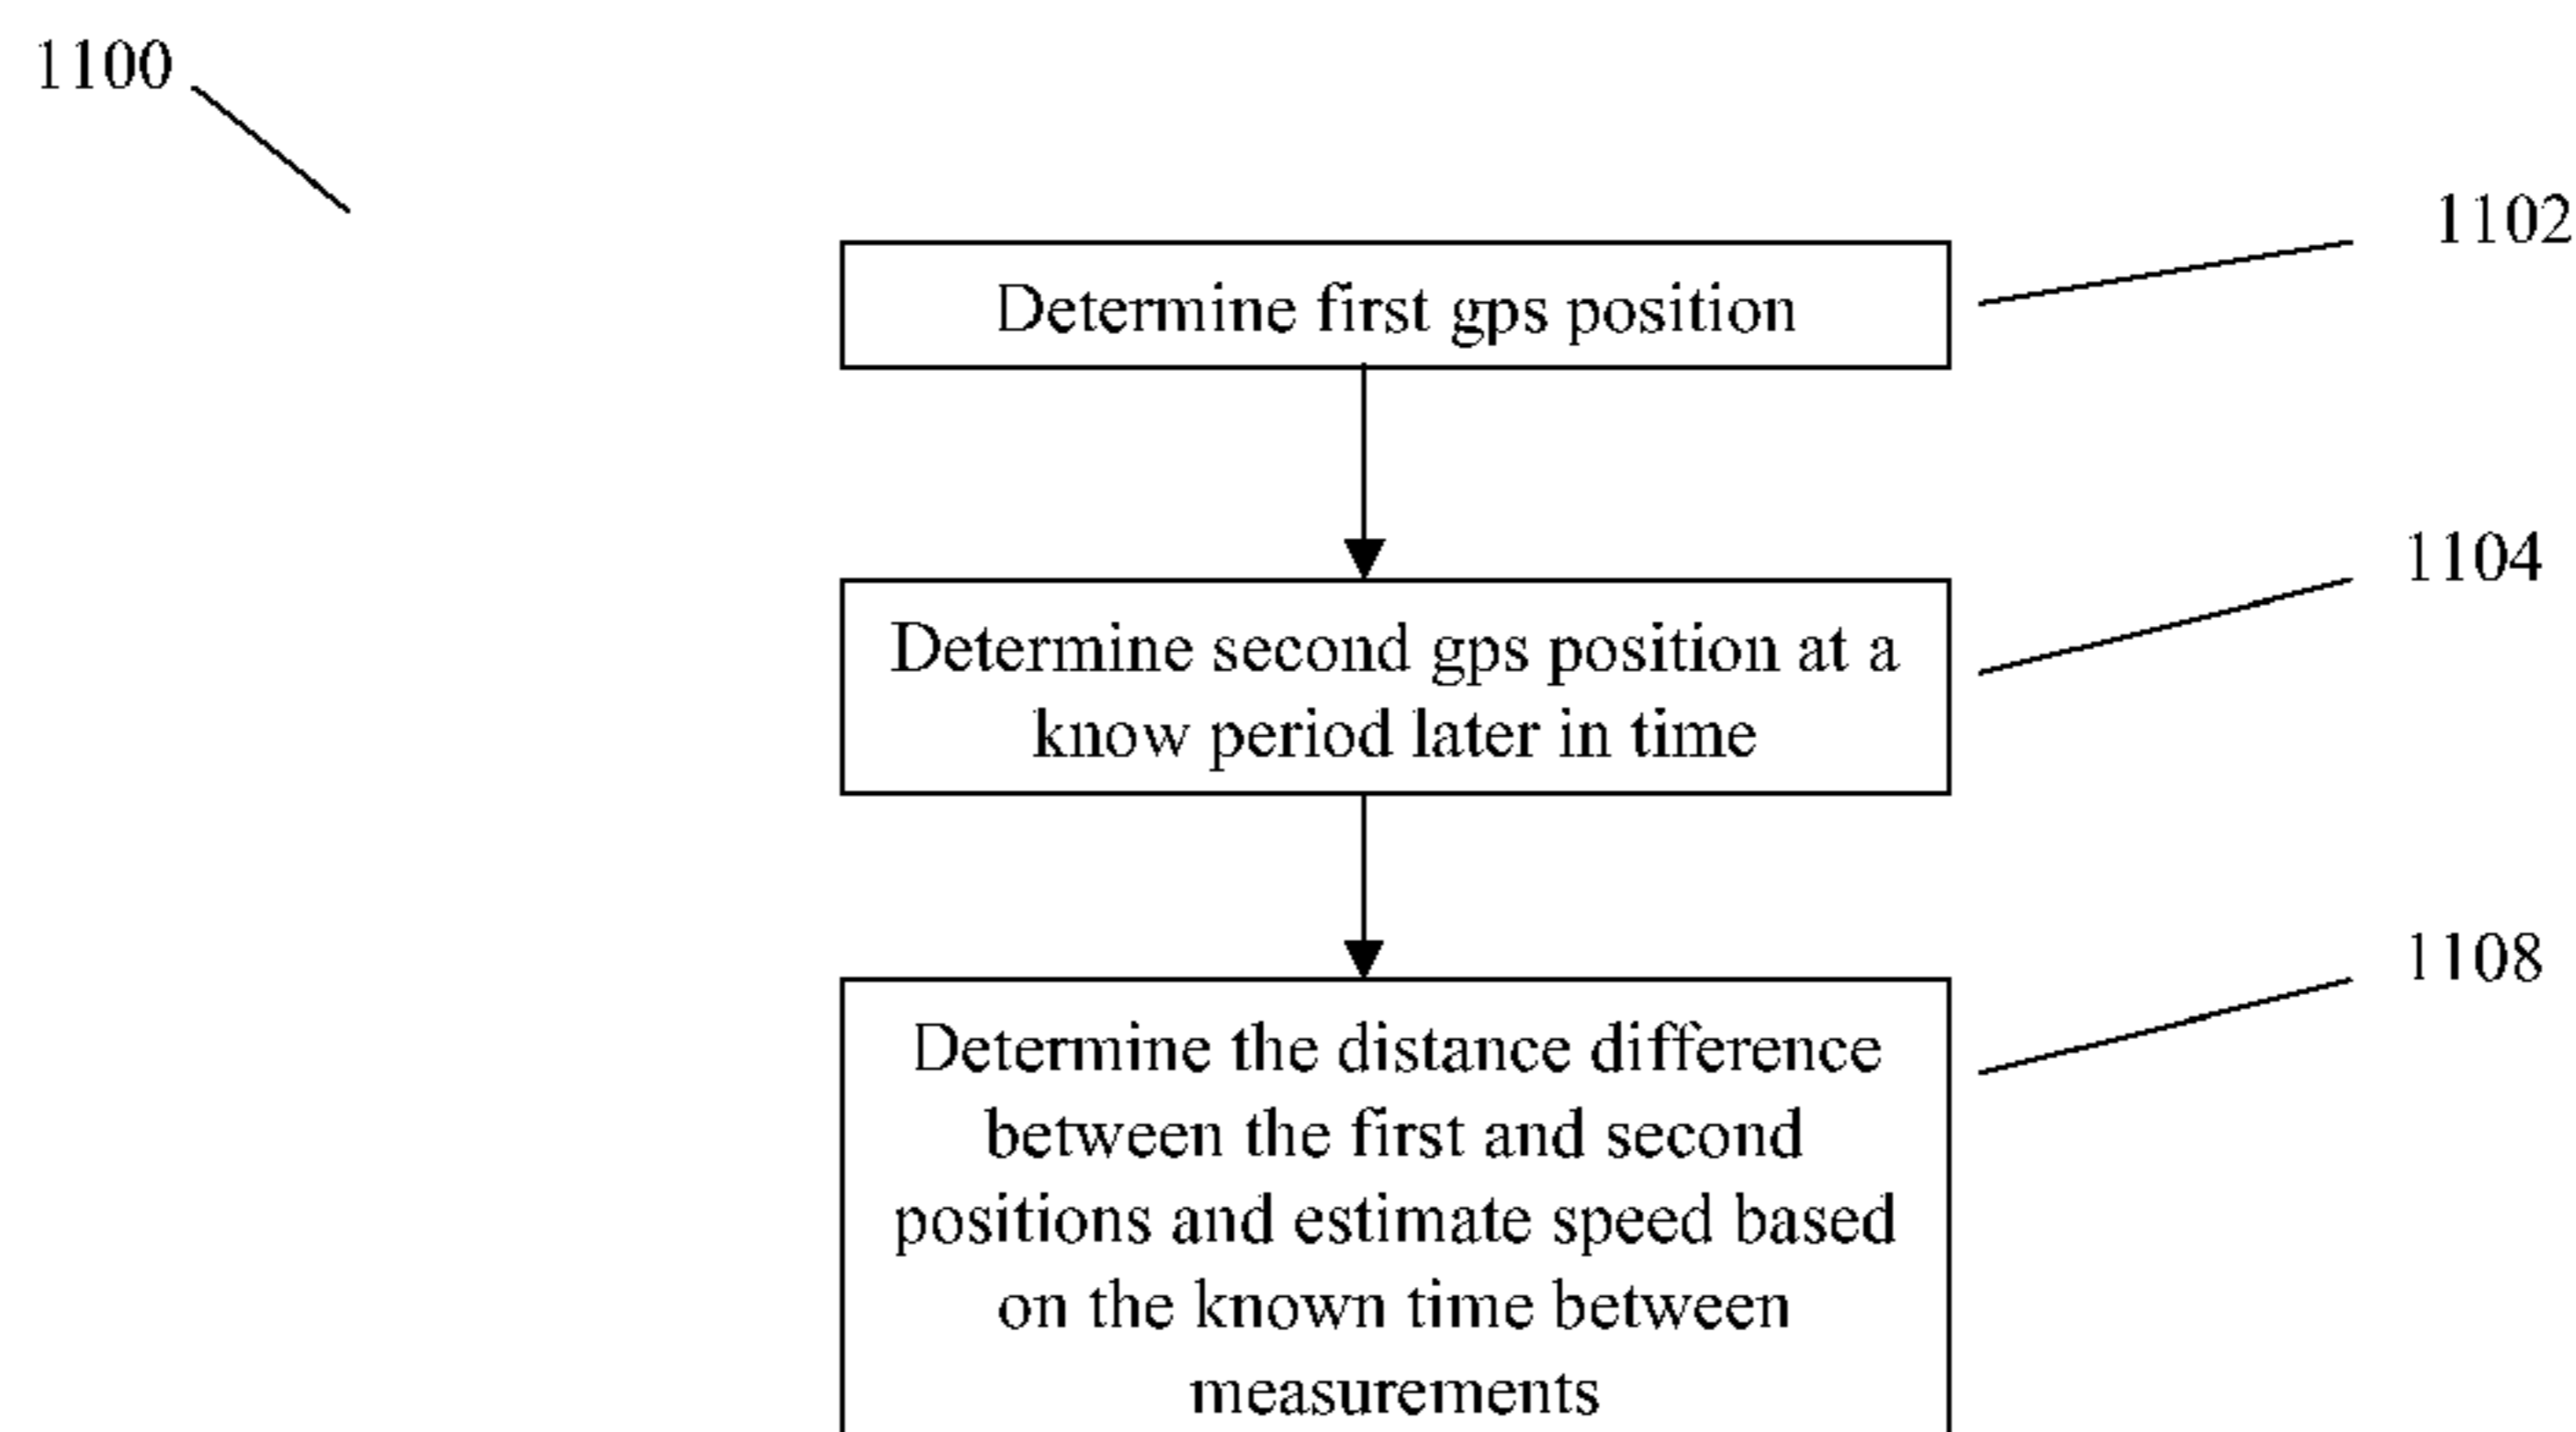 1100
1102
Determine first gps position
1104
Determine second gps position at a
know period later in time
1108
Determine the distance difference
between the first and second
positions and estimate speed based
on the known time between
measurements